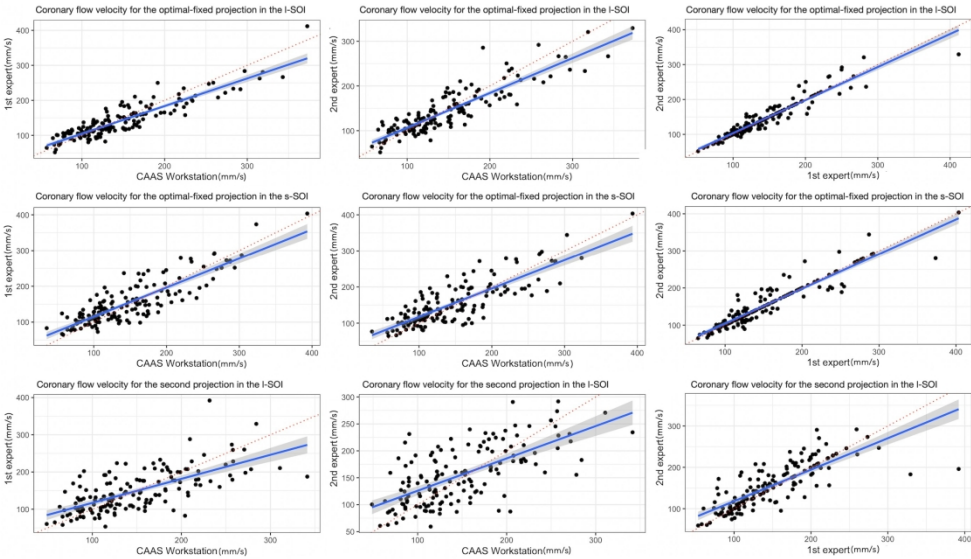 Coronary flow velocity for the optimal-fixed projection in the l-SOI
1st expert(mm/s)
400
300
200
100
100 200 300
CAAS Workstation(mm/s)
Coronary flow velocity for the optimal-fixed projection in the l-SOI
2nd expert(mm/s)
300
200
100
100 200 300
CAAS Workstation(mm/s)
Coronary flow velocity for the optimal-fixed projection in the l-SOI
2nd expert(mm/s)
400
300
200
100
100 200 300 400
1st expert(mm/s)
Coronary flow velocity for the optimal-fixed projection in the s-SOI
1st expert(mm/s)
400
300
200
100
100 200 300 400
CAAS Workstation(mm/s)
Coronary flow velocity for the optimal-fixed projection in the s-SOI
2nd expert(mm/s)
400
300
200
100
100 200 300 400
CAAS Workstation(mm/s)
Coronary flow velocity for the optimal-fixed projection in the s-SOI
2nd expert(mm/s)
400
300
200
100
100 200 300 400
1st expert(mm/s)
Coronary flow velocity for the second projection in the l-SOI
1st expert(mm/s)
400
300
200
100
100 200 300
CAAS Workstation(mm/s)
Coronary flow velocity for the second projection in the l-SOI
2nd expert(mm/s)
300
250
200
150
100
50
100 200 300
CAAS Workstation(mm/s)
Coronary flow velocity for the second projection in the l-SOI
2nd expert(mm/s)
300
200
100
100 200 300 400
1st expert(mm/s)